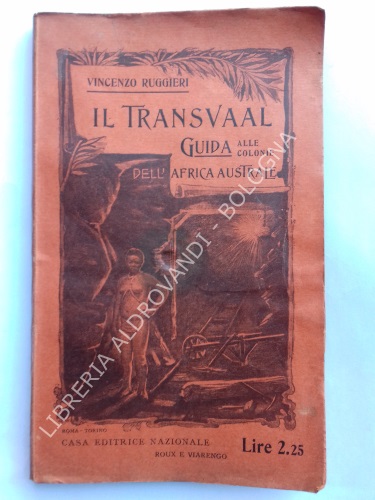 VINCENZO RUGGIERI
IL TRANSVAAL
GUIDA ALLE COLONIE
DELL'AFRICA AUSTRALE
ROMA - TORINO
CASA EDITRICE NAZIONALE
ROUX E VIARENGO
Lire 2.25
LIBRERIA ALDROVANDI - BOLOGNA